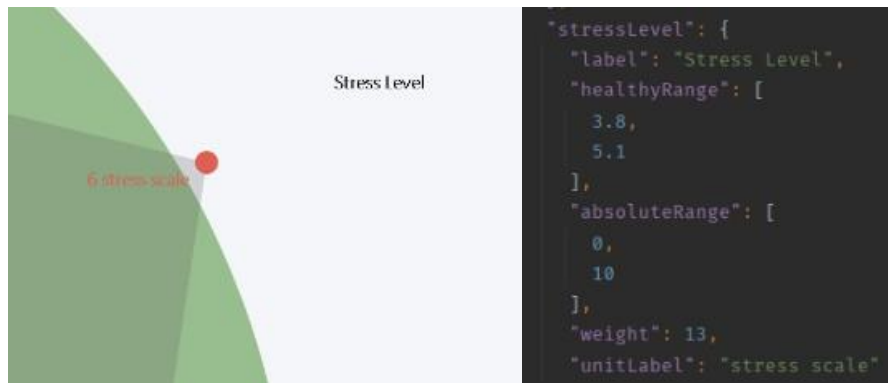 Stress Level
6 stress scale
"stressLevel": {
"label": "Stress Level",
"healthyRange": [
3.8,
5.1
],
"absoluteRange": [
0,
10
],
"weight": 13,
"unitLabel": "stress scale"